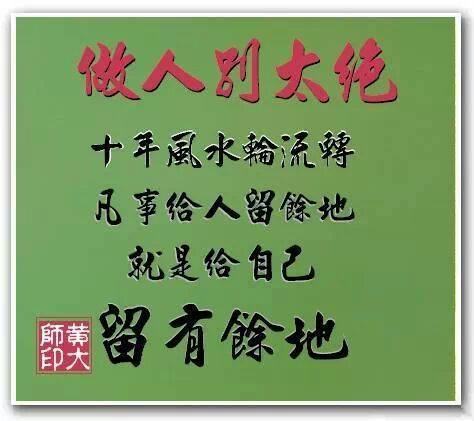 做人别太绝
十年風水輪流轉
凡事给人留餘地
就是给自己
留有餘地
黄大
師印